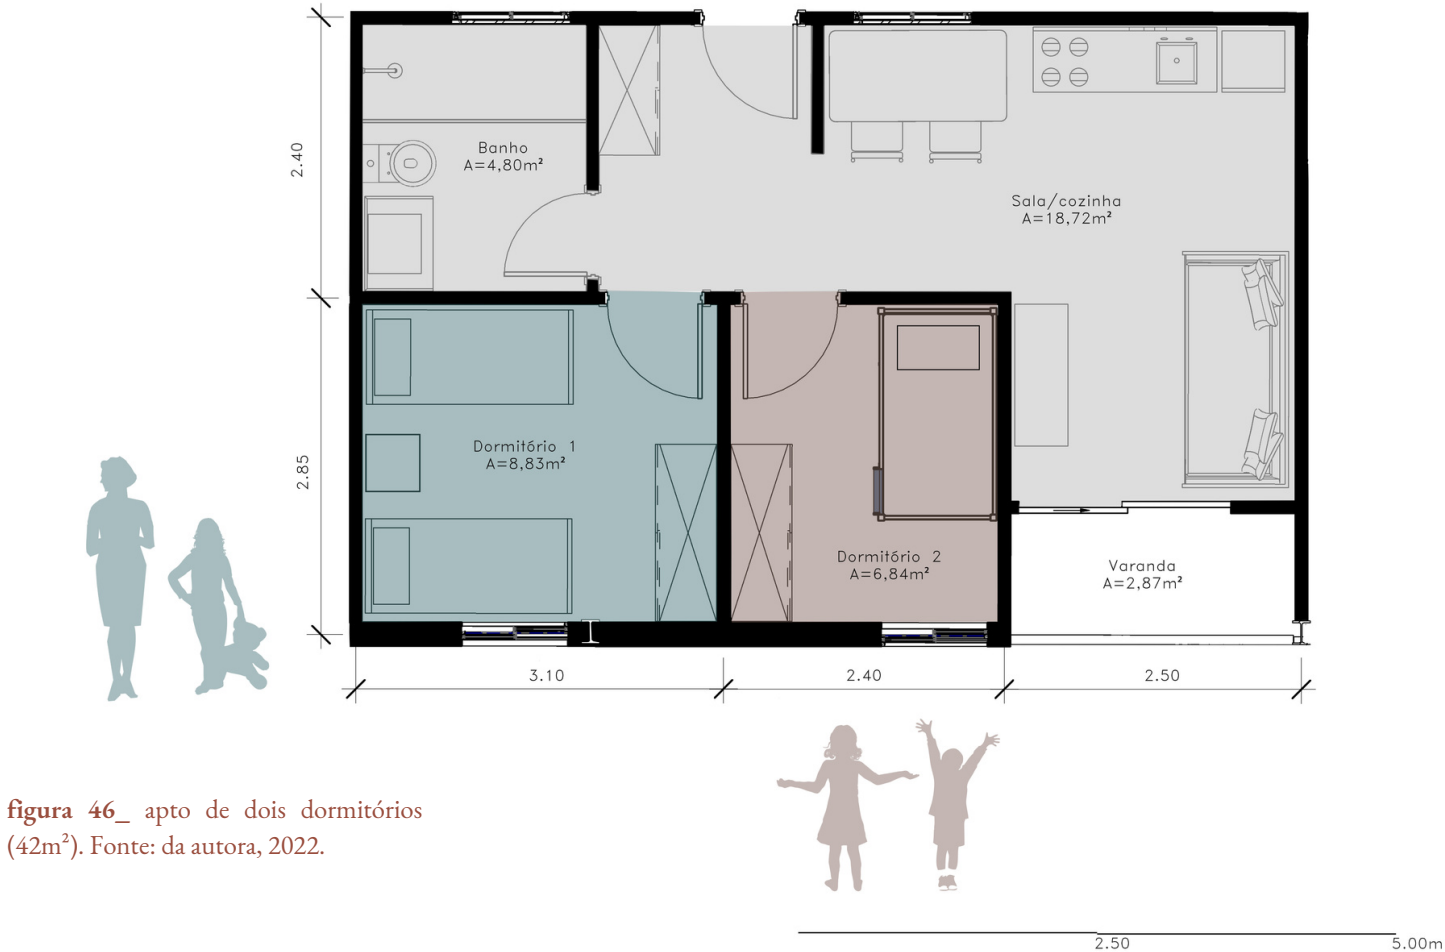 2.40
Banho
A=4,80m²
Sala/cozinha
A=18,72m²
2.85
Dormitório 1
A=8,83m²
Dormitório 2
A=6,84m²
Varanda
A=2,87m²
3.10
2.40
2.50
figura 46_ apto de dois dormitórios
(42m²). Fonte: da autora, 2022.
2.50
5.00m